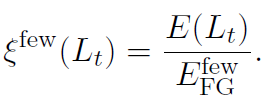 ξ^few(L_t) = E(L_t) / E_FG^few.